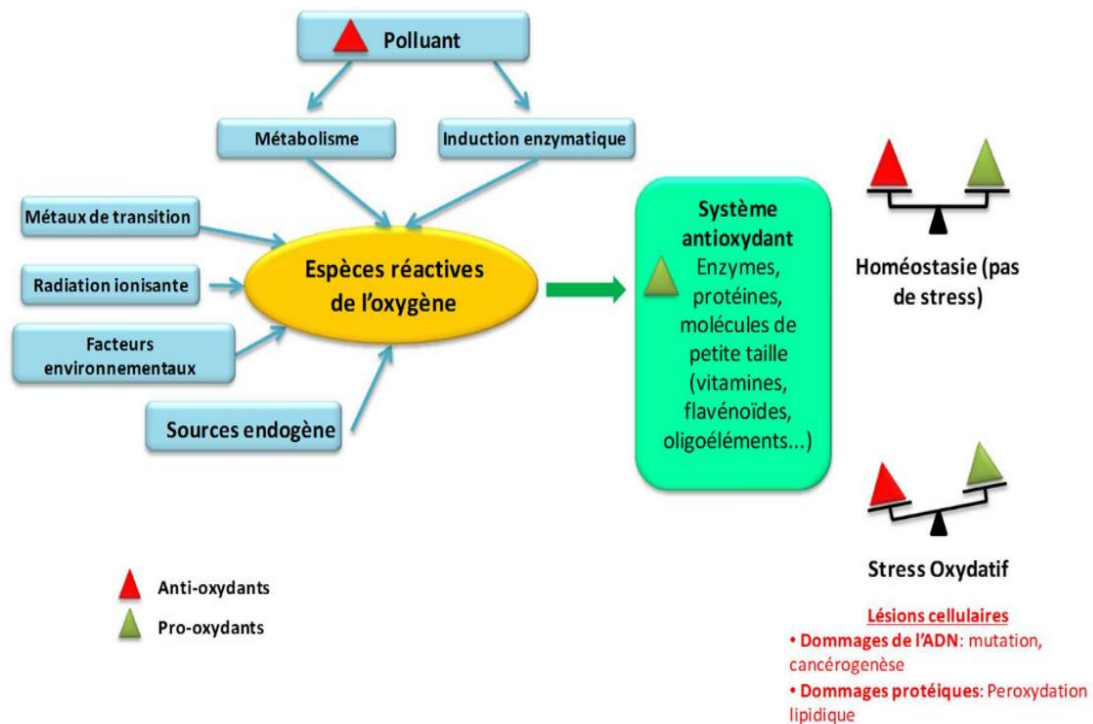 Polluant
Métabolisme
Induction enzymatique
Métaux de transition
Radiation ionisante
Facteurs
environnementaux
Sources endogène
Espèces réactives
de l’oxygène
Système
antioxydant
Enzymes,
protéines,
molécules de
petite taille
(vitamines,
flavénoïdes,
oligoéléments...)
Homéostasie (pas
de stress)
Stress Oxydatif
Lésions cellulaires
• Dommages de l’ADN: mutation,
cancérogenèse
• Dommages protéiques: Peroxydation
lipidique
Anti-oxydants
Pro-oxydants